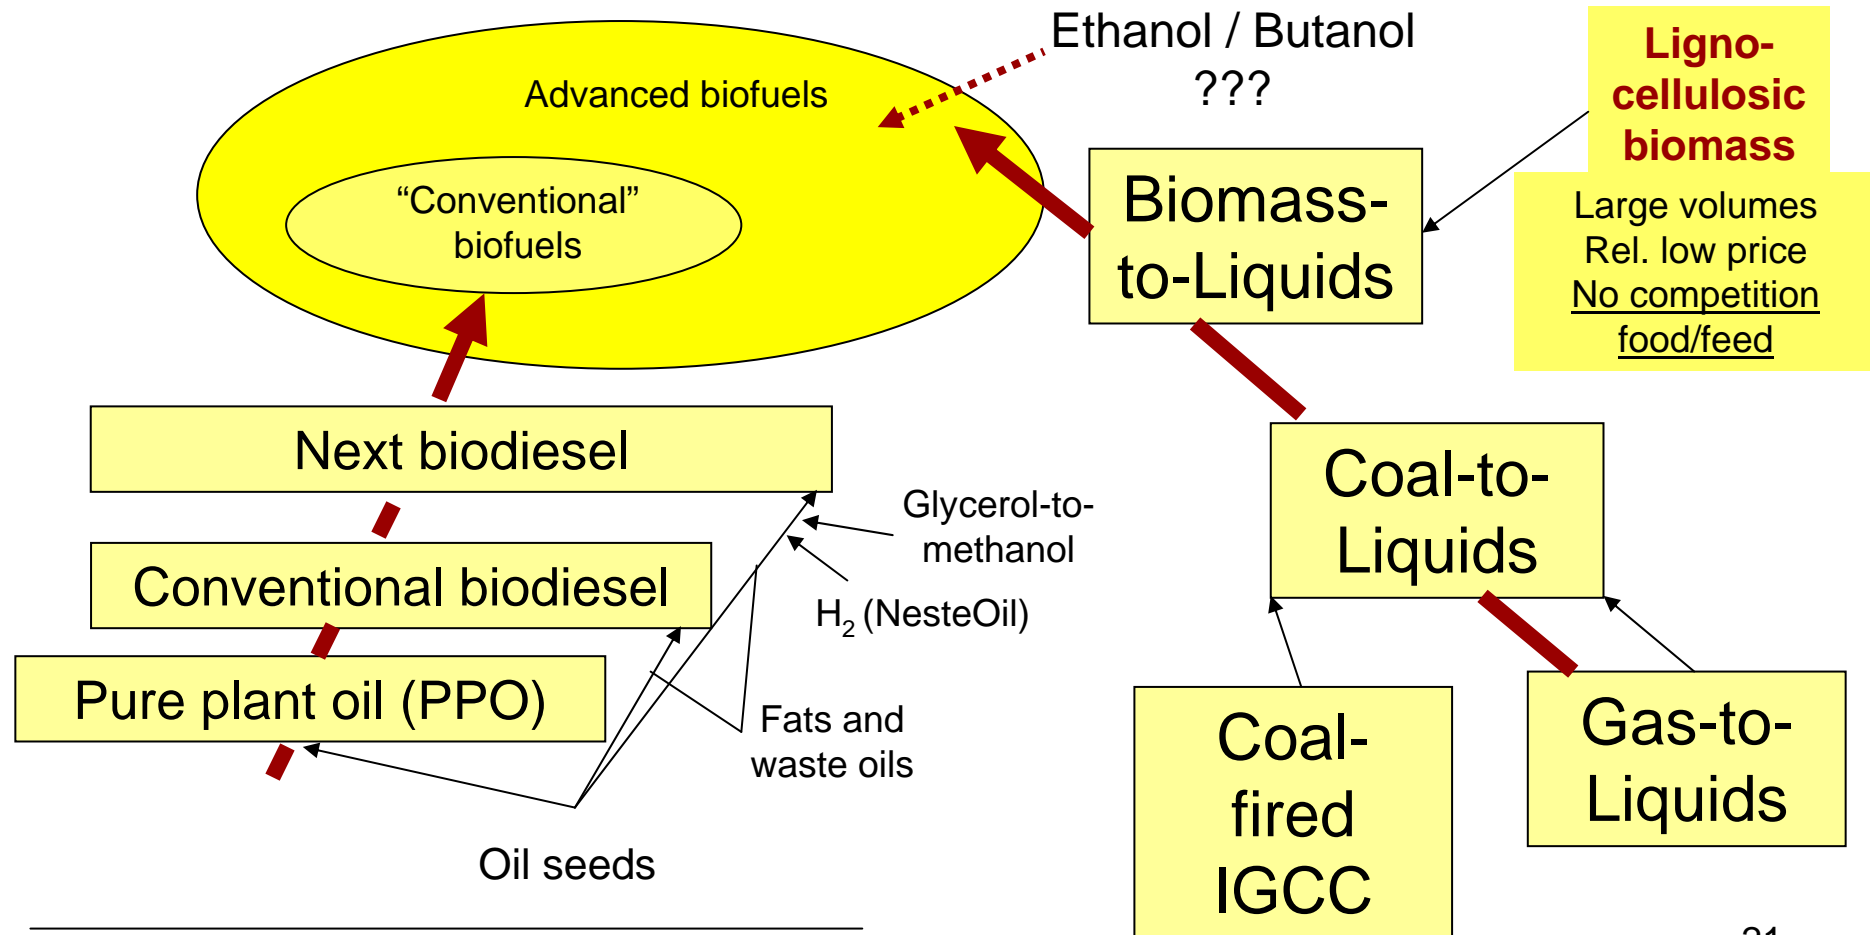 Ethanol / Butanol
???
Ligno-
cellulosic
biomass
Large volumes
Rel. low price
No competition
food/feed
Advanced biofuels
“Conventional”
biofuels
Biomass-
to-Liquids
Next biodiesel
Conventional biodiesel
Pure plant oil (PPO)
Glycerol-to-
methanol
H2 (NesteOil)
Fats and
waste oils
Oil seeds
Coal-to-
Liquids
Coal-
fired
IGCC
Gas-to-
Liquids